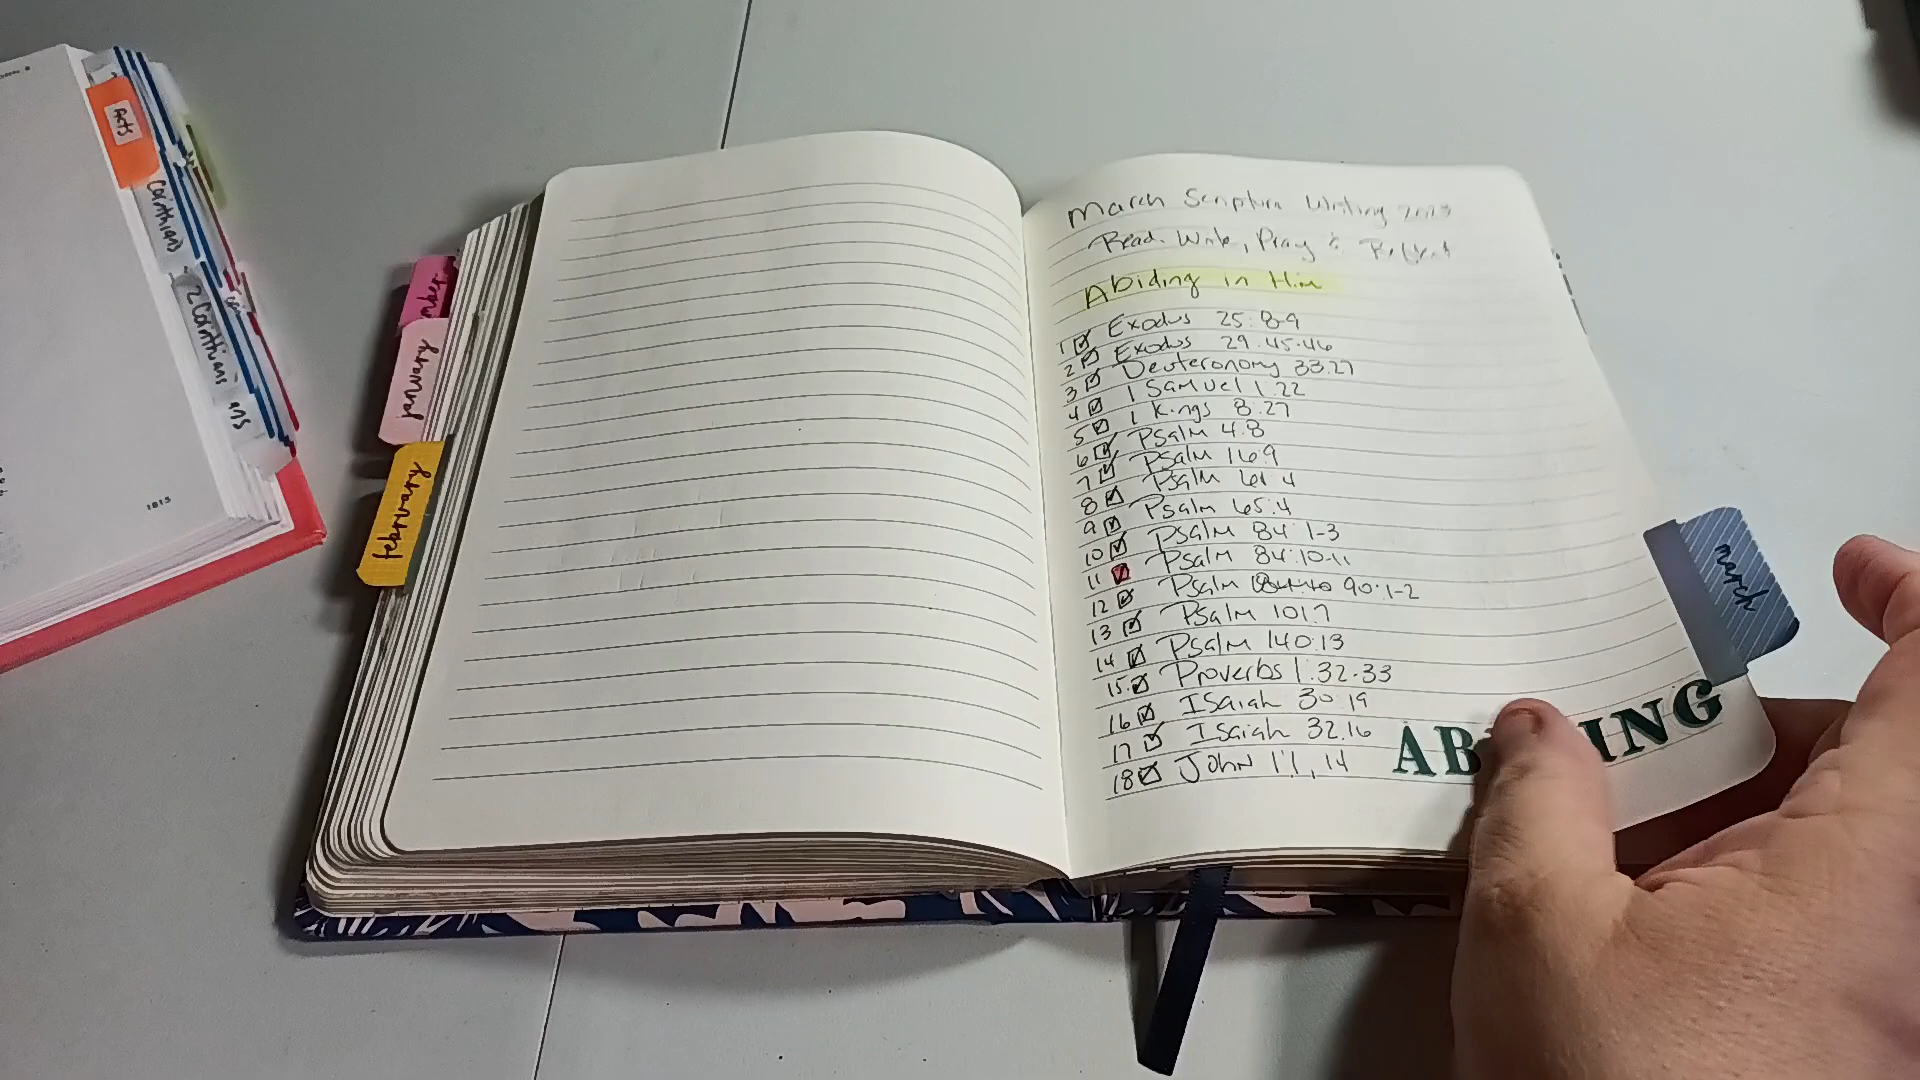 Acts
Corinthians
2 Corinthians
ans
1813
January
february
March Scripture Writing 2023
Read, Write, Pray & Reflect
Abiding in Him
1 Exodus 25:8-9
2 Exodus 29:45-46
3 Deuteronomy 33:27
4 1 Samuel 1:22
5 1 Kings 8:27
6 Psalm 4:8
7 Psalm 16:9
8 Psalm 61:4
9 Psalm 65:4
10 Psalm 84:1-3
11 Psalm 84:10-11
12 Psalm 90:1-2
13 Psalm 101:7
14 Psalm 140:13
15. Proverbs 1:32-33
16 Isaiah 30:19
17 Isaiah 32:16
18 John 1:1, 14
march
AB ING